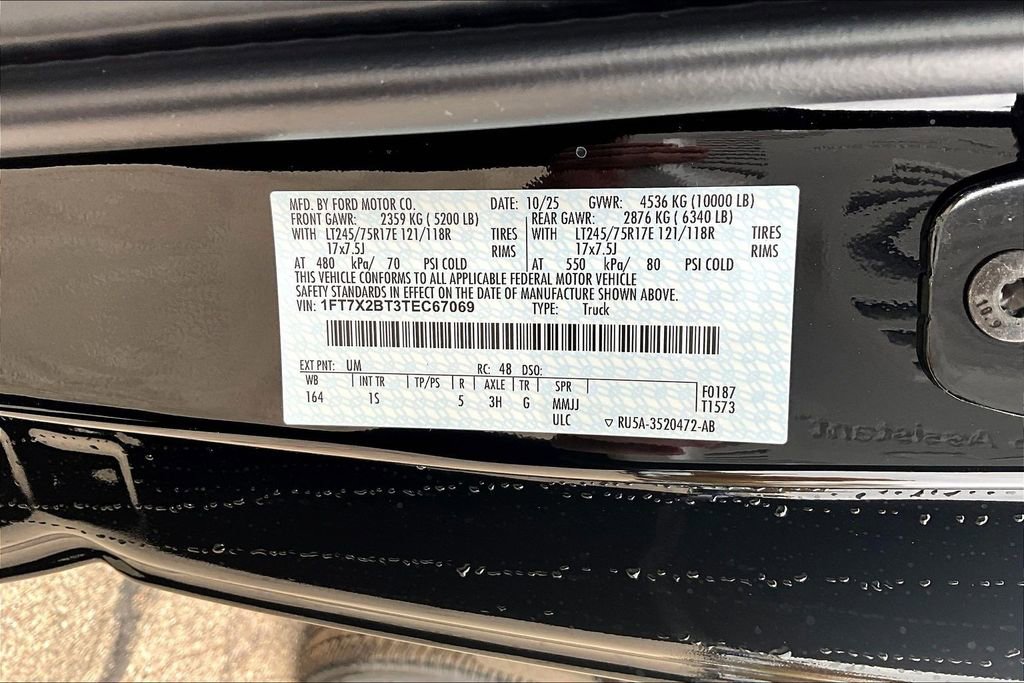 MFD. BY FORD MOTOR CO. DATE: 10/25 GVWR: 4536 KG (10000 LB)
FRONT GAWR: 2359 KG ( 5200 LB) REAR GAWR: 2876 KG ( 6340 LB)
WITH LT245/75R17E 121/118R TIRES WITH LT245/75R17E 121/118R TIRES
17x7.5J RIMS 17x7.5J RIMS
AT 480 kPa/ 70 PSI COLD AT 550 kPa/ 80 PSI COLD
THIS VEHICLE CONFORMS TO ALL APPLICABLE FEDERAL MOTOR VEHICLE
SAFETY STANDARDS IN EFFECT ON THE DATE OF MANUFACTURE SHOWN ABOVE.
VIN: 1FT7X2BT3TEC67069 TYPE: Truck
EXT PNT: UM RC: 48 DSO:
WB INT TR TP/PS R AXLE TR SPR F0187
164 1S 5 3H G MMJJ T1573
ULC ▽ RU5A-3520472-AB
10.9
Assistant